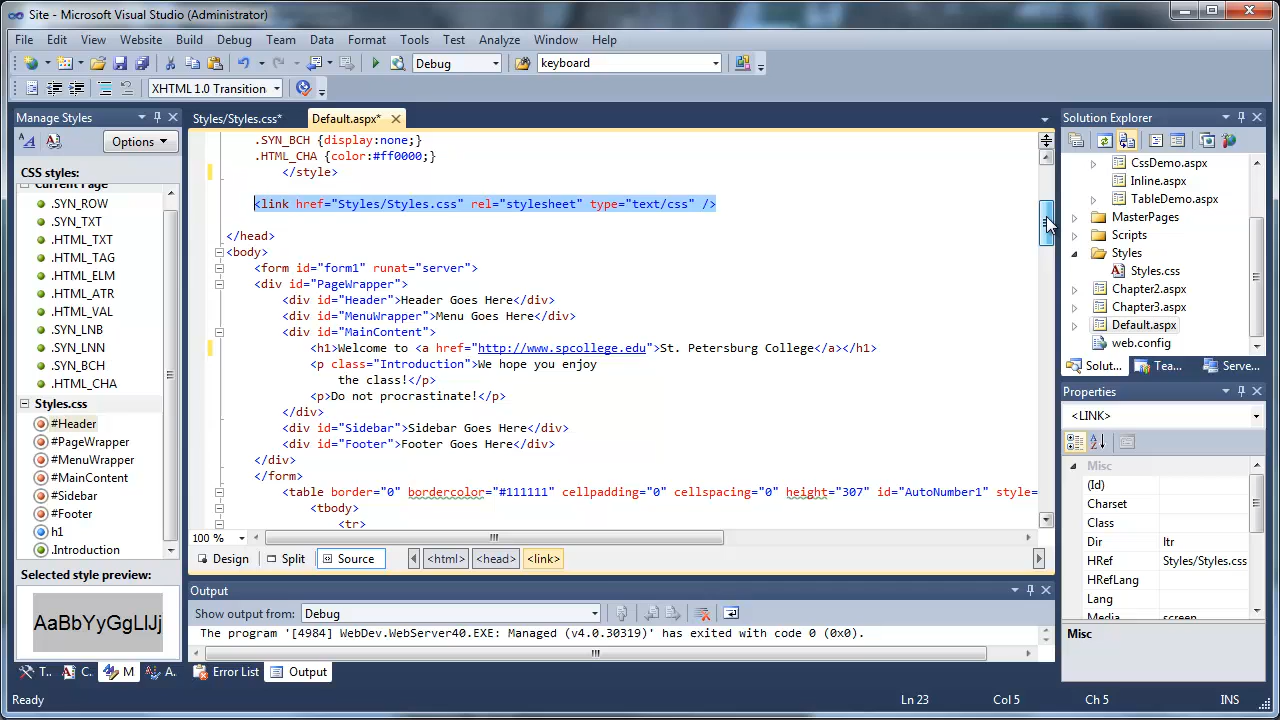 Site - Microsoft Visual Studio (Administrator)
File Edit View Website Build Debug Team Data Format Tools Test Analyze Window Help
Debug keyboard
XHTML 1.0 Transition
Manage Styles
Options
CSS styles:
Current Page
.SYN_ROW
.SYN_TXT
.HTML_TXT
.HTML_TAG
.HTML_ELM
.HTML_ATR
.HTML_VAL
.SYN_LNB
.SYN_LNN
.SYN_BCH
.HTML_CHA
Styles.css
#Header
#PageWrapper
#MenuWrapper
#MainContent
#Sidebar
#Footer
h1
.Introduction
Selected style preview:
AaBbYyGgLlJj
T.. C. M A.
Styles/Styles.css* Default.aspx*
.SYN_BCH {display:none;}
.HTML_CHA {color:#ff0000;}
</style>
<link href="Styles/Styles.css" rel="stylesheet" type="text/css" />
</head>
<body>
<form id="form1" runat="server">
<div id="PageWrapper">
<div id="Header">Header Goes Here</div>
<div id="MenuWrapper">Menu Goes Here</div>
<div id="MainContent">
<h1>Welcome to <a href="http://www.spcollege.edu">St. Petersburg College</a></h1>
<p class="Introduction">We hope you enjoy
the class!</p>
<p>Do not procrastinate!</p>
</div>
<div id="Sidebar">Sidebar Goes Here</div>
<div id="Footer">Footer Goes Here</div>
</div>
</form>
<table border="0" bordercolor="#111111" cellpadding="0" cellspacing="0" height="307" id="AutoNumber1" style=
<tbody>
<tr>
100 %
Design Split Source <html> <head> <link>
Output
Show output from: Debug
The program '[4984] WebDev.WebServer40.EXE: Managed (v4.0.30319)' has exited with code 0 (0x0).
Error List Output
Solution Explorer
CssDemo.aspx
Inline.aspx
TableDemo.aspx
MasterPages
Scripts
Styles
Styles.css
Chapter2.aspx
Chapter3.aspx
Default.aspx
web.config
Solut... Tea... Serve...
Properties
<LINK>
Misc
(Id)
Charset
Class
Dir ltr
HRef Styles/Styles.css
HRefLang
Lang
Media screen
Misc
Ready Ln 23 Col 5 Ch 5 INS